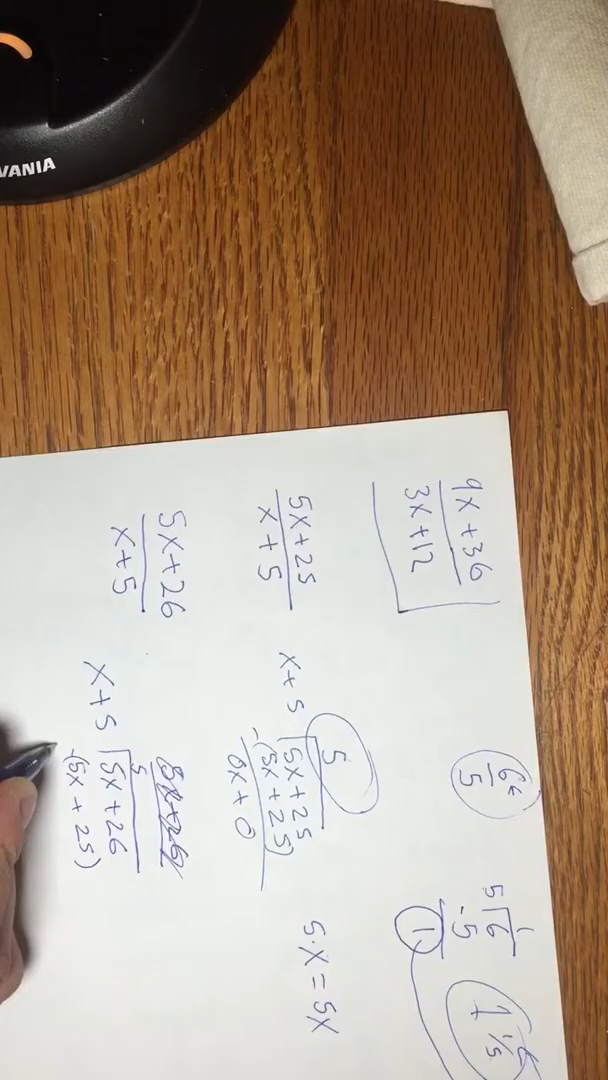 VANIA
9x+36
3x+12
6
5
1
5 6
-5
1
1 1/5
5x+25
x+5
5
x+5 5x+25
-(5x+25)
0x+0
5·x=5x
5x+26
x+5
5
x+5 5x+26
-(5x+25)